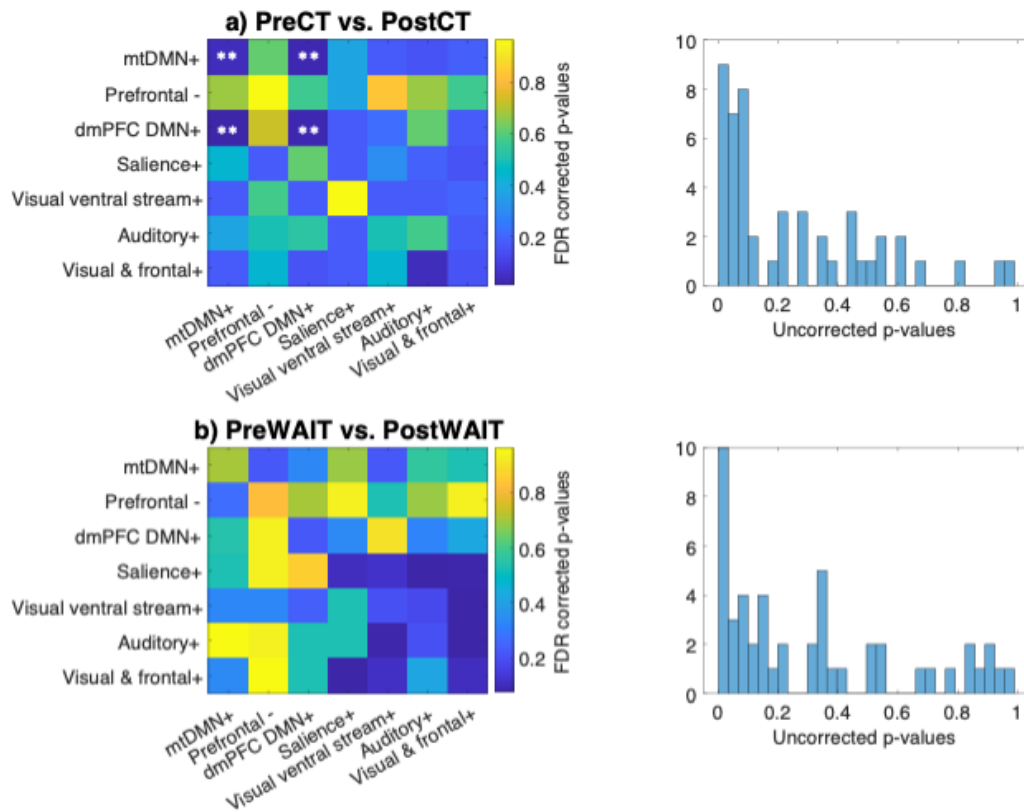 a) PreCT vs. PostCT
mtDMN+
Prefrontal -
dmPFC DMN+
Salience+
Visual ventral stream+
Auditory+
Visual & frontal+
** **
** **
mtDMN+
Prefrontal -
dmPFC DMN+
Salience+
Visual ventral stream+
Auditory+
Visual & frontal+
0.8
0.6
0.4
0.2
FDR corrected p-values
10
8
6
4
2
0
0 0.2 0.4 0.6 0.8 1
Uncorrected p-values
b) PreWAIT vs. PostWAIT
mtDMN+
Prefrontal -
dmPFC DMN+
Salience+
Visual ventral stream+
Auditory+
Visual & frontal+
mtDMN+
Prefrontal -
dmPFC DMN+
Salience+
Visual ventral stream+
Auditory+
Visual & frontal+
0.8
0.6
0.4
0.2
FDR corrected p-values
10
8
6
4
2
0
0 0.2 0.4 0.6 0.8 1
Uncorrected p-values